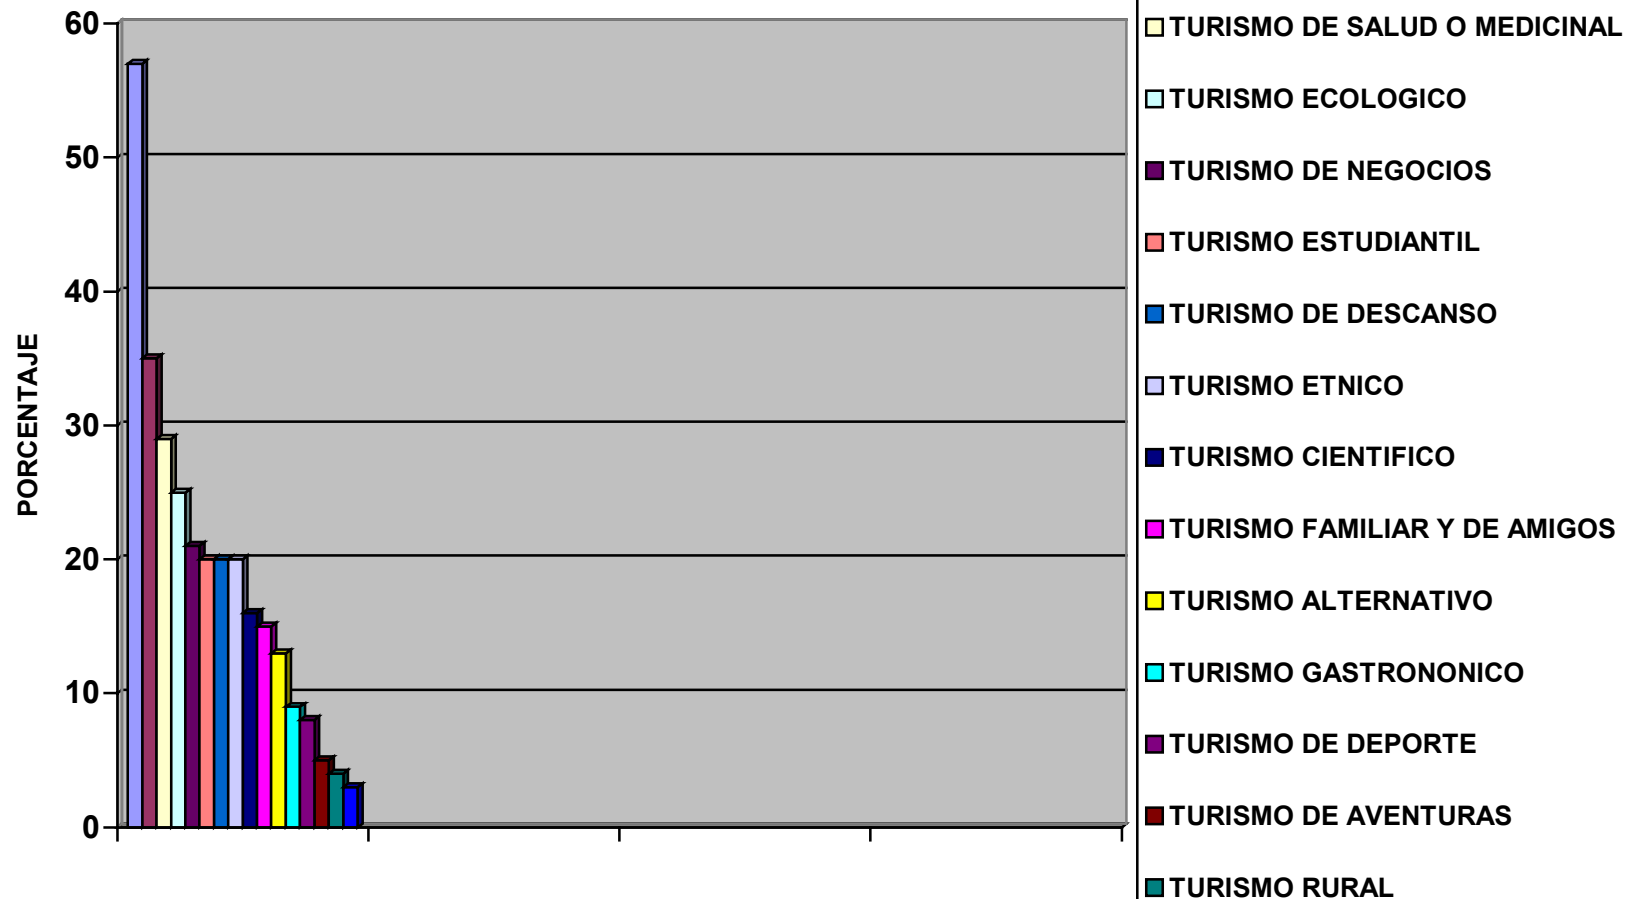 60
50
40
30
20
10
0
PORCENTAJE
TURISMO DE SALUD O MEDICINAL
TURISMO ECOLOGICO
TURISMO DE NEGOCIOS
TURISMO ESTUDIANTIL
TURISMO DE DESCANSO
TURISMO ETNICO
TURISMO CIENTIFICO
TURISMO FAMILIAR Y DE AMIGOS
TURISMO ALTERNATIVO
TURISMO GASTRONONICO
TURISMO DE DEPORTE
TURISMO DE AVENTURAS
TURISMO RURAL